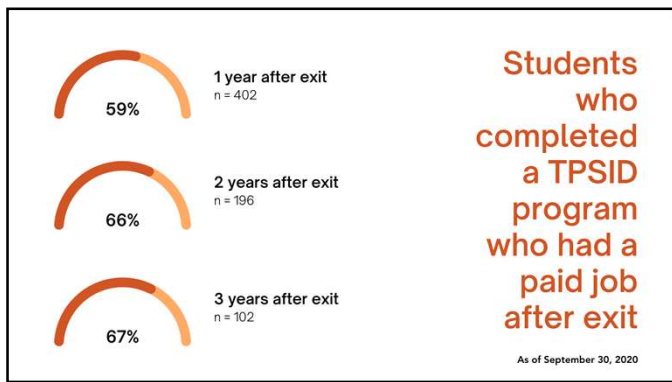 59%
1 year after exit
n = 402
66%
2 years after exit
n = 196
67%
3 years after exit
n = 102
Students
who
completed
a TPSID
program
who had a
paid job
after exit
As of September 30, 2020